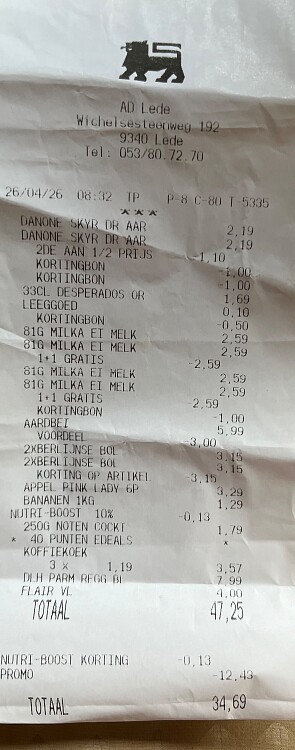 AD Lede
Wichelsesteenweg 192
9340 Lede
Tel: 053/80.72.70
26/04/26 08:32 TP P-8 C-80 T-5335
***
DANONE SKYR DR AAR 2,19
DANONE SKYR DR AAR 2,19
2DE AAN 1/2 PRIJS -1,10
KORTINGBON -1,00
KORTINGBON -1,00
33CL DESPERADOS OR 1,69
LEEGGOED 0,10
KORTINGBON -0,50
81G MILKA EI MELK 2,59
81G MILKA EI MELK 2,59
1+1 GRATIS -2,59
81G MILKA EI MELK 2,59
81G MILKA EI MELK 2,59
1+1 GRATIS -2,59
KORTINGBON -1,00
AARDBEI 5,99
VOORDEEL -3,00
2XBERLIJNSE BOL 3,15
2XBERLIJNSE BOL 3,15
KORTING OP ARTIKEL -3,15
APPEL PINK LADY 6P 3,29
BANANEN 1KG 1,29
NUTRI-BOOST 10% -0,13
250G NOTEN COCKT 1,79
* 40 PUNTEN EDEALS *
KOFFIEKOEK
3 x 1,19 3,57
DLH PARM REGG BL 7,99
FLAIR VL 4,00
TOTAAL 47,25
NUTRI-BOOST KORTING -0,13
PROMO -12,43
TOTAAL 34,69